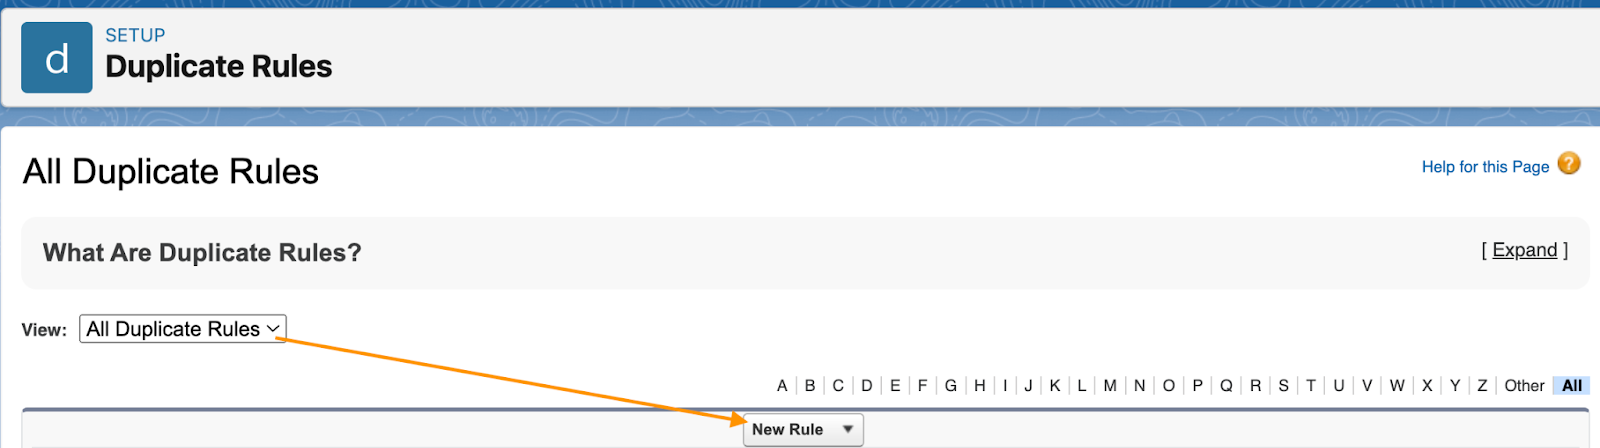 d
SETUP
Duplicate Rules
All Duplicate Rules
Help for this Page ?
What Are Duplicate Rules?
[ Expand ]
View: All Duplicate Rules
A | B | C | D | E | F | G | H | I | J | K | L | M | N | O | P | Q | R | S | T | U | V | W | X | Y | Z | Other All
New Rule